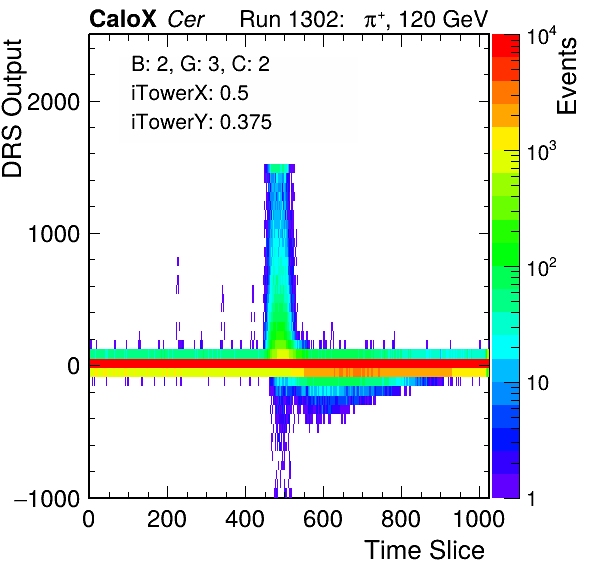 CaloX Cer Run 1302: π⁺, 120 GeV
B: 2, G: 3, C: 2
iTowerX: 0.5
iTowerY: 0.375
DRS Output
2000
1000
0
−1000
0 200 400 600 800 1000
Time Slice
10⁴
10³
10²
10
1
Events